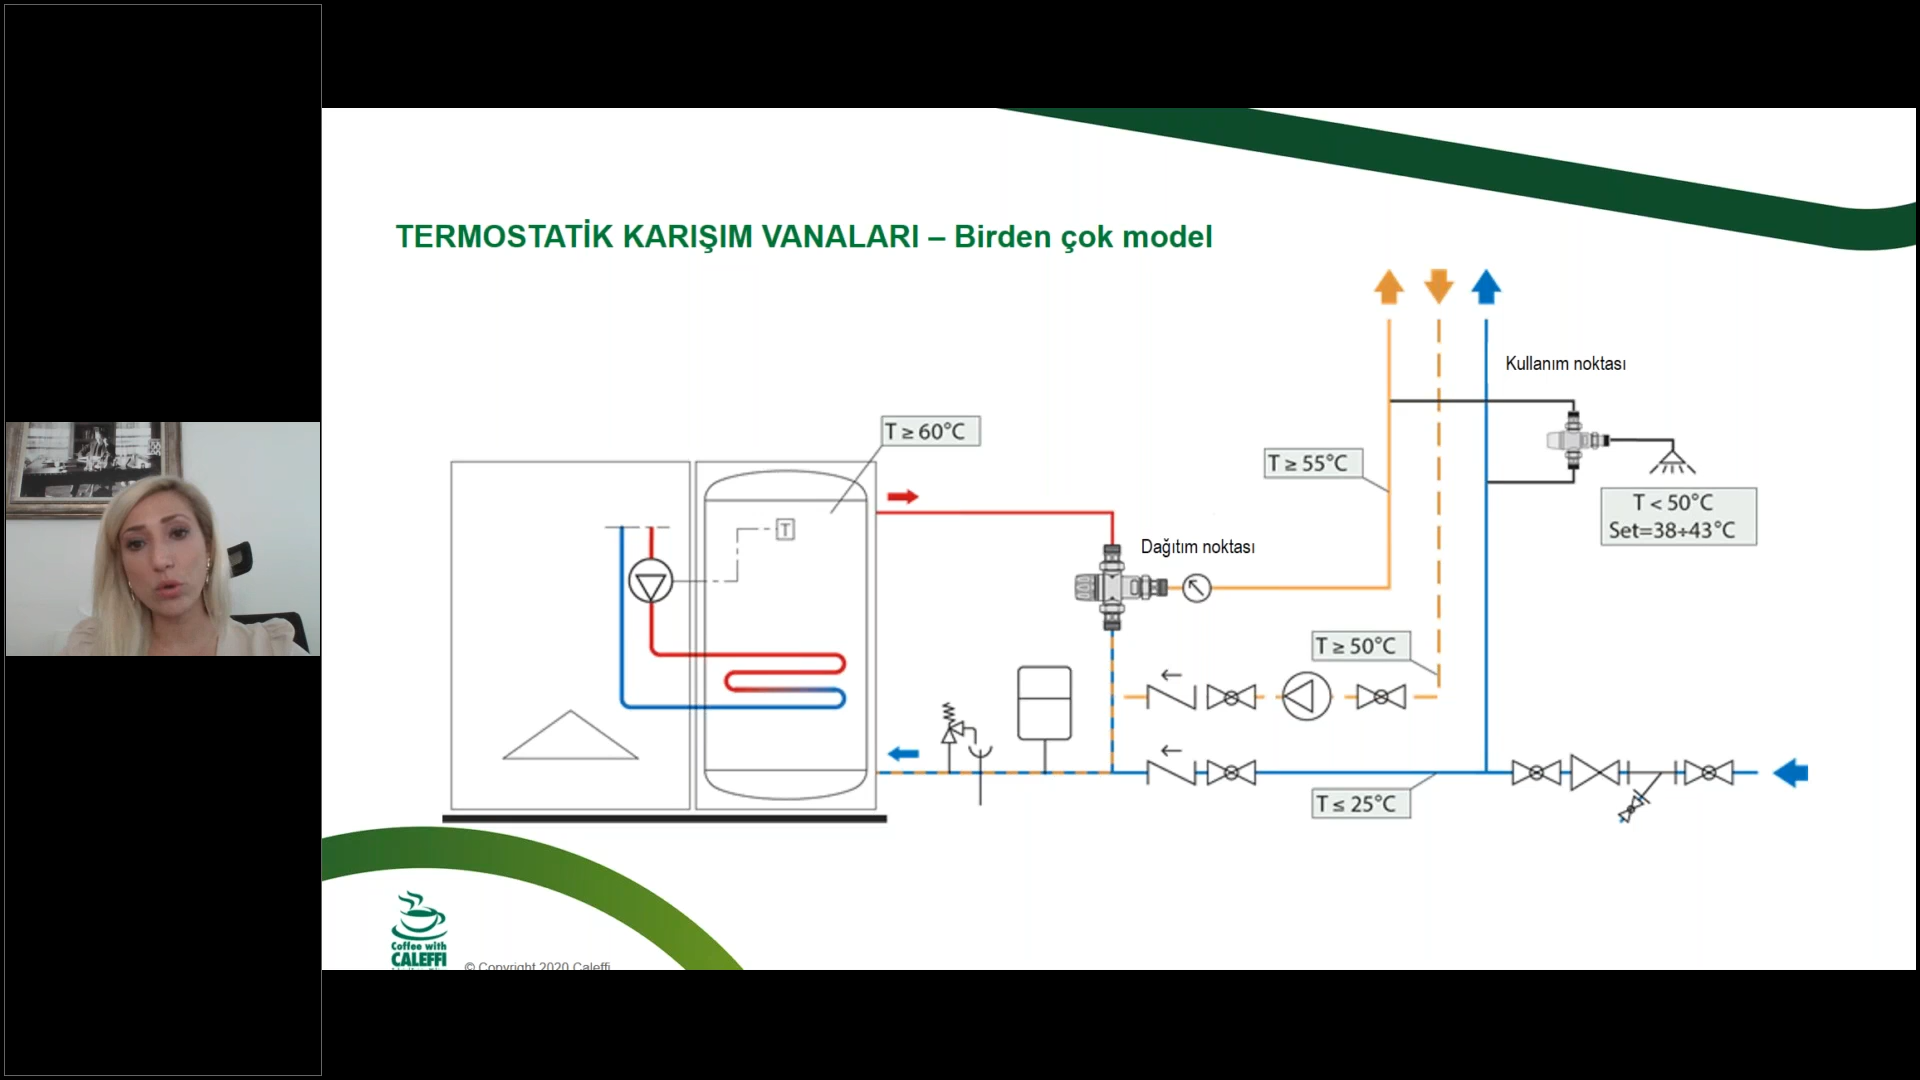 TERMOSTATİK KARIŞIM VANALARI – Birden çok model
Kullanım noktası
T ≥ 60°C
T ≥ 55°C
T < 50°C
Set=38÷43°C
T
Dağıtım noktası
T ≥ 50°C
T ≤ 25°C
Coffee with
CALEFFI
© Copyright 2020 Caleffi